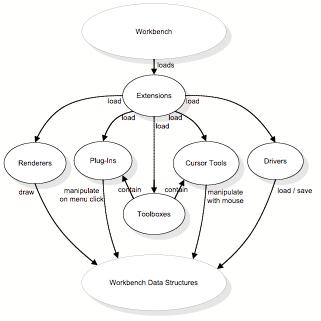 Workbench
loads
Extensions
load
load
load
load
load
Renderers
Plug-Ins
Cursor Tools
Drivers
draw
manipulate
on menu click
contain
contain
manipulate
with mouse
load / save
Toolboxes
Workbench Data Structures